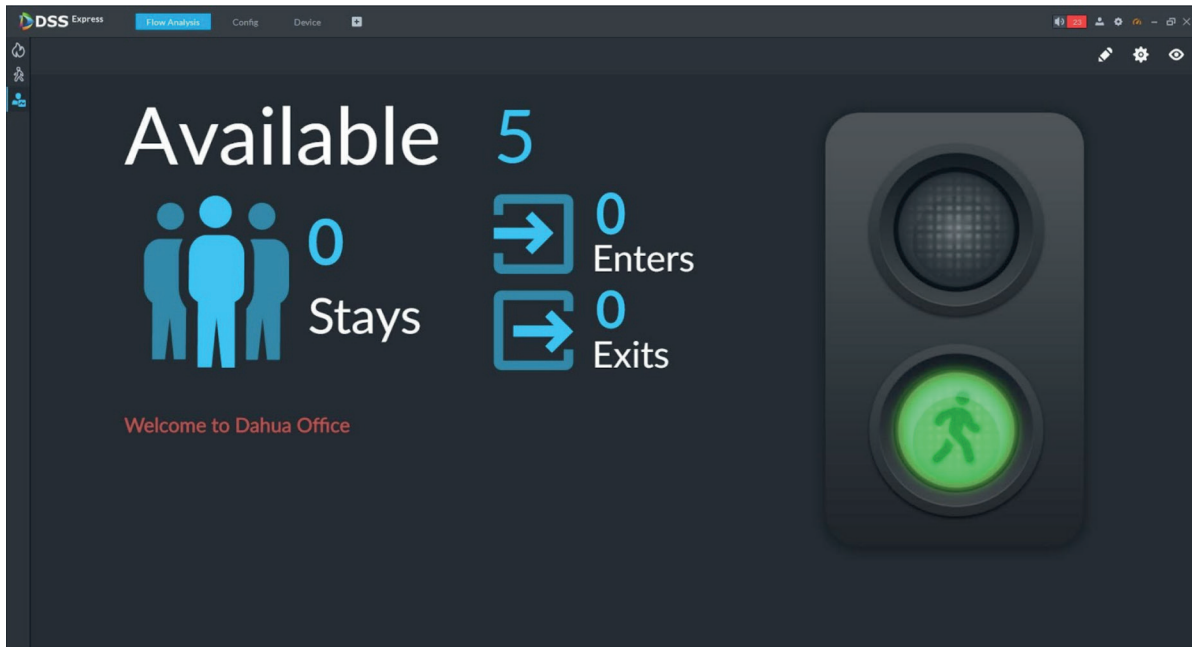 DSS Express
Flow Analysis
Config
Device
23
Available 5
0
Stays
0
Enters
0
Exits
Welcome to Dahua Office